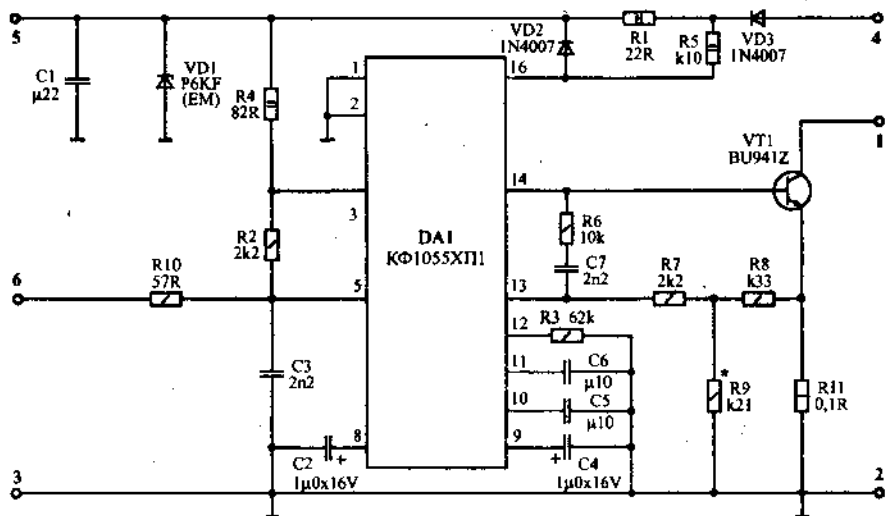 5
4
C1
µ22
VD1
P6KF
(EM)
R4
82R
1
2
16
VD2
1N4007
R1
22R
R5
k10
VD3
1N4007
1
VT1
BU941Z
3
14
DA1
КФ1055ХП1
R2
2k2
R6
10k
C7
2n2
6
R10
57R
5
13
R7
2k2
R8
k33
12
R3 62k
C3
2n2
11
C6
µ10
10
C5
µ10
*
R9
k21
R11
0,1R
8
C2
+
1µ0x16V
9
+
C4
1µ0x16V
3
2